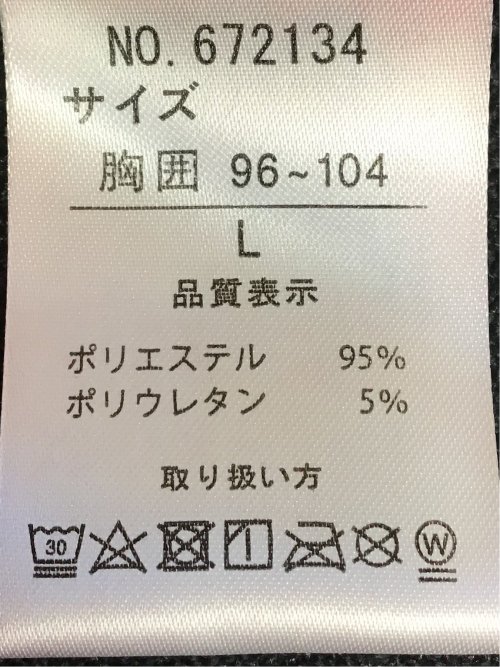 NO. 672134
サイズ
胸囲 96~104
L
品質表示
ポリエステル 95%
ポリウレタン 5%
取り扱い方
30 W